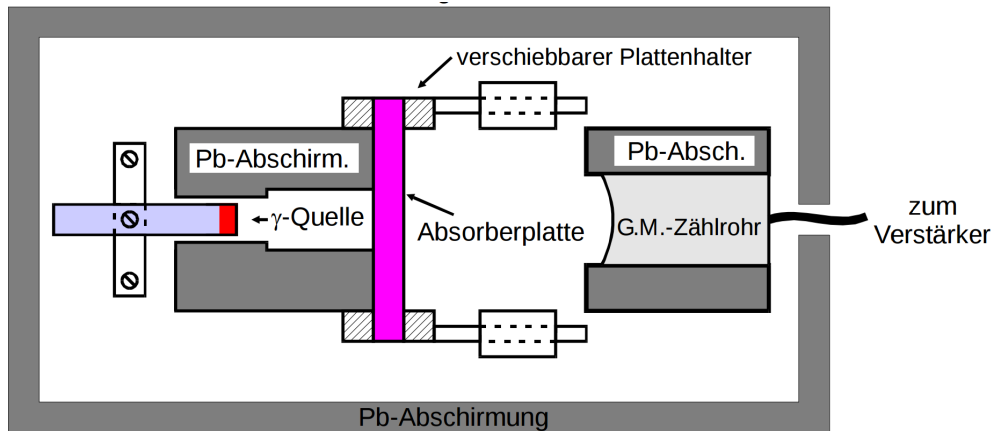 verschiebbarer Plattenhalter
Pb-Abschirm.
Pb-Absch.
γ-Quelle
Absorberplatte
G.M.-Zählrohr
zum
Verstärker
Pb-Abschirmung